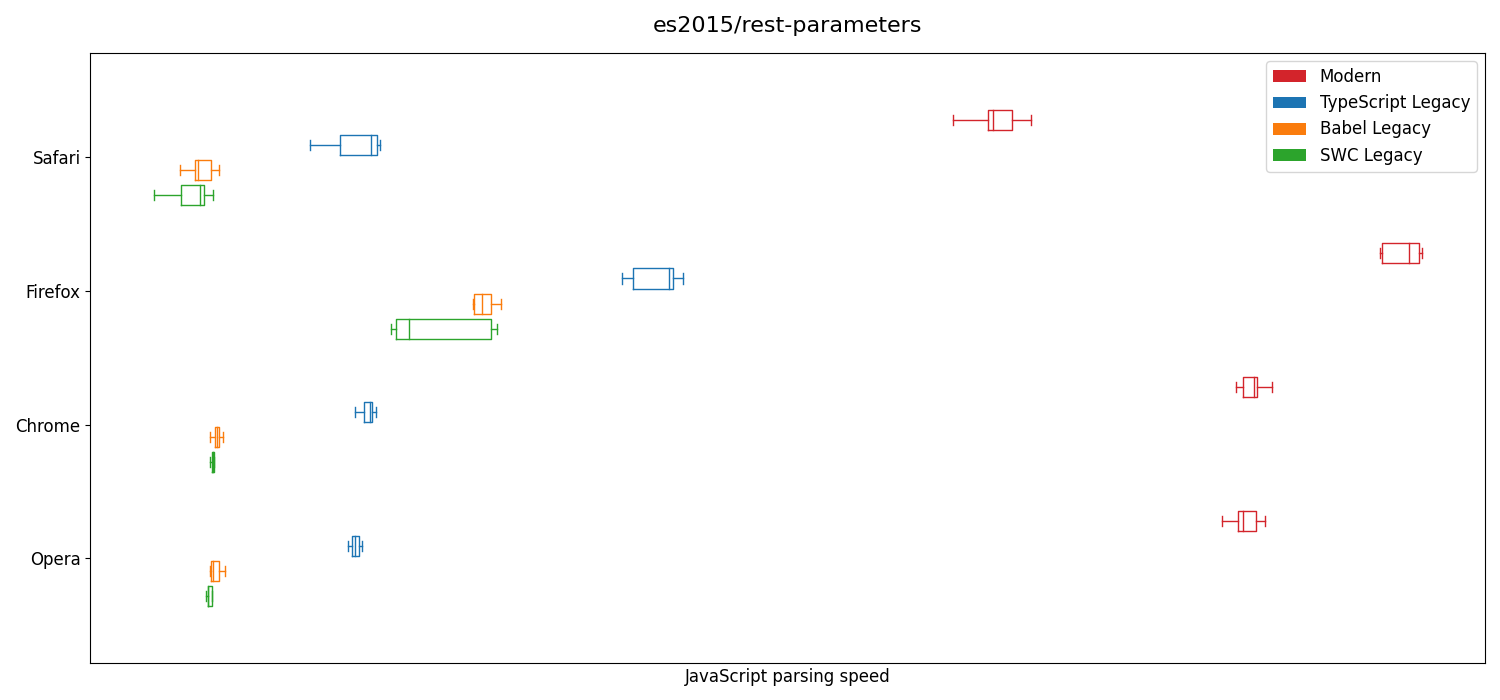 es2015/rest-parameters
Modern
TypeScript Legacy
Babel Legacy
SWC Legacy
Safari
Firefox
Chrome
Opera
JavaScript parsing speed